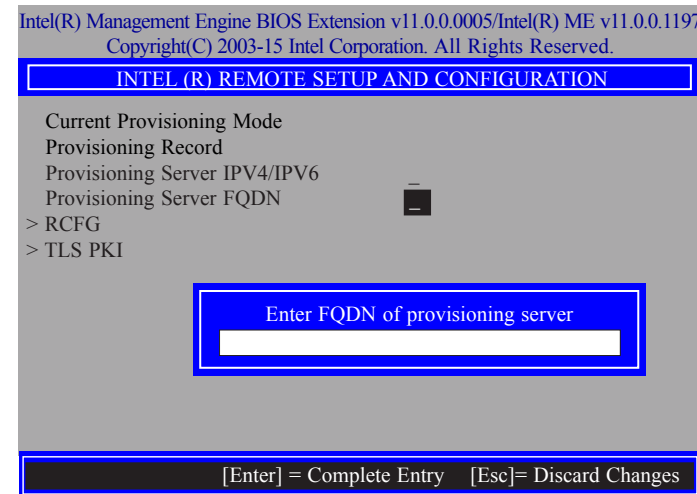 Intel(R) Management Engine BIOS Extension v11.0.0.0005/Intel(R) ME v11.0.0.1197
Copyright(C) 2003-15 Intel Corporation. All Rights Reserved.
INTEL (R) REMOTE SETUP AND CONFIGURATION
Current Provisioning Mode
Provisioning Record
Provisioning Server IPV4/IPV6 _
Provisioning Server FQDN _
> RCFG
> TLS PKI
Enter FQDN of provisioning server
[Enter] = Complete Entry [Esc]= Discard Changes